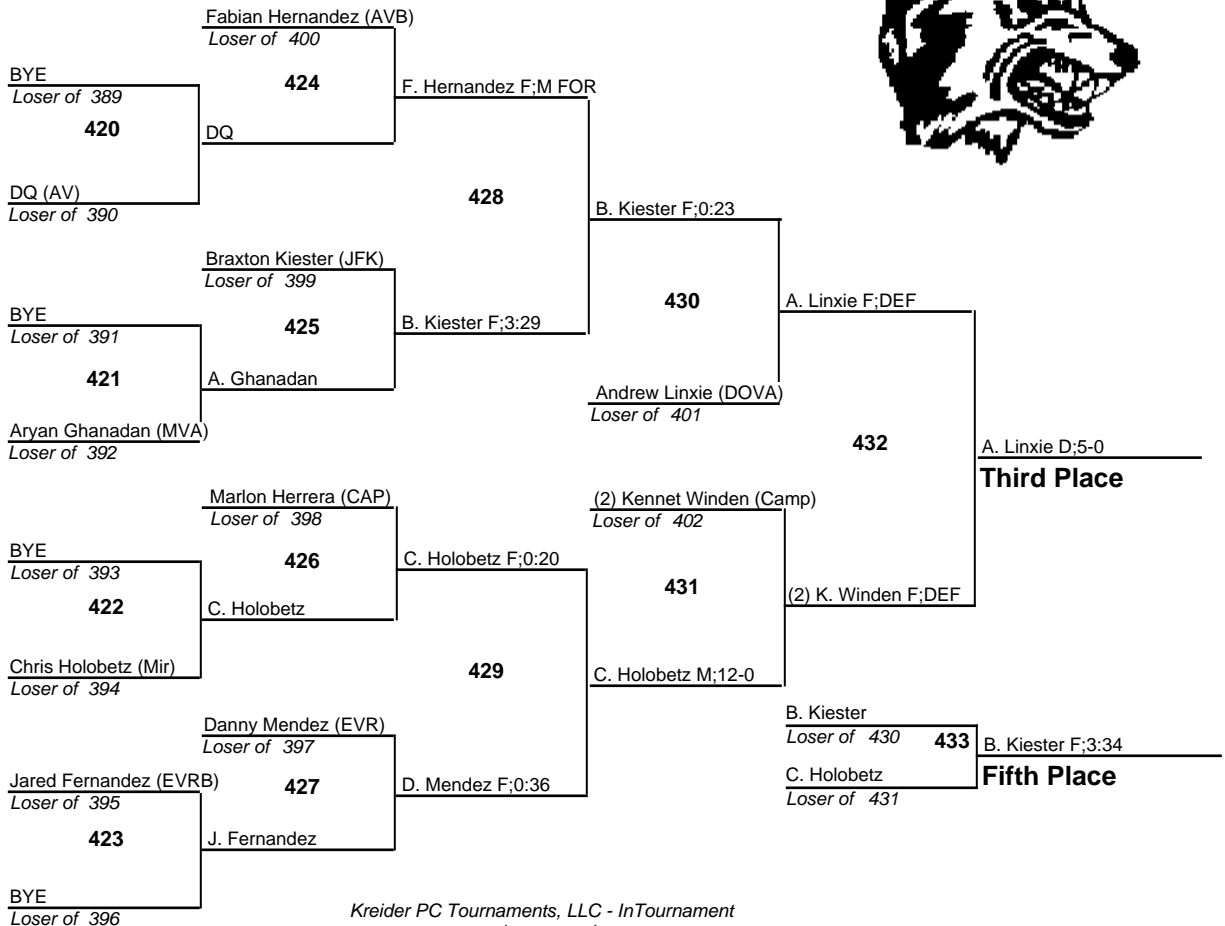 Fabian Hernandez (AVB)
Loser of 400
BYE
Loser of 389
424
F. Hernandez F;M FOR
420
DQ
DQ (AV)
Loser of 390
428
B. Kiester F;0:23
Braxton Kiester (JFK)
Loser of 399
BYE
Loser of 391
425
B. Kiester F;3:29
430
A. Linxie F;DEF
421
A. Ghanadan
Andrew Linxie (DOVA)
Loser of 401
Aryan Ghanadan (MVA)
Loser of 392
432
A. Linxie D;5-0
Third Place
Marlon Herrera (CAP)
Loser of 398
(2) Kennet Winden (Camp)
Loser of 402
BYE
Loser of 393
426
C. Holobetz F;0:20
431
(2) K. Winden F;DEF
422
C. Holobetz
Chris Holobetz (Mir)
Loser of 394
429
C. Holobetz M;12-0
Danny Mendez (EVR)
Loser of 397
B. Kiester
Loser of 430
433
B. Kiester F;3:34
Fifth Place
C. Holobetz
Loser of 431
Jared Fernandez (EVRB)
Loser of 395
427
D. Mendez F;0:36
423
J. Fernandez
BYE
Loser of 396
Kreider PC Tournaments, LLC - InTournament